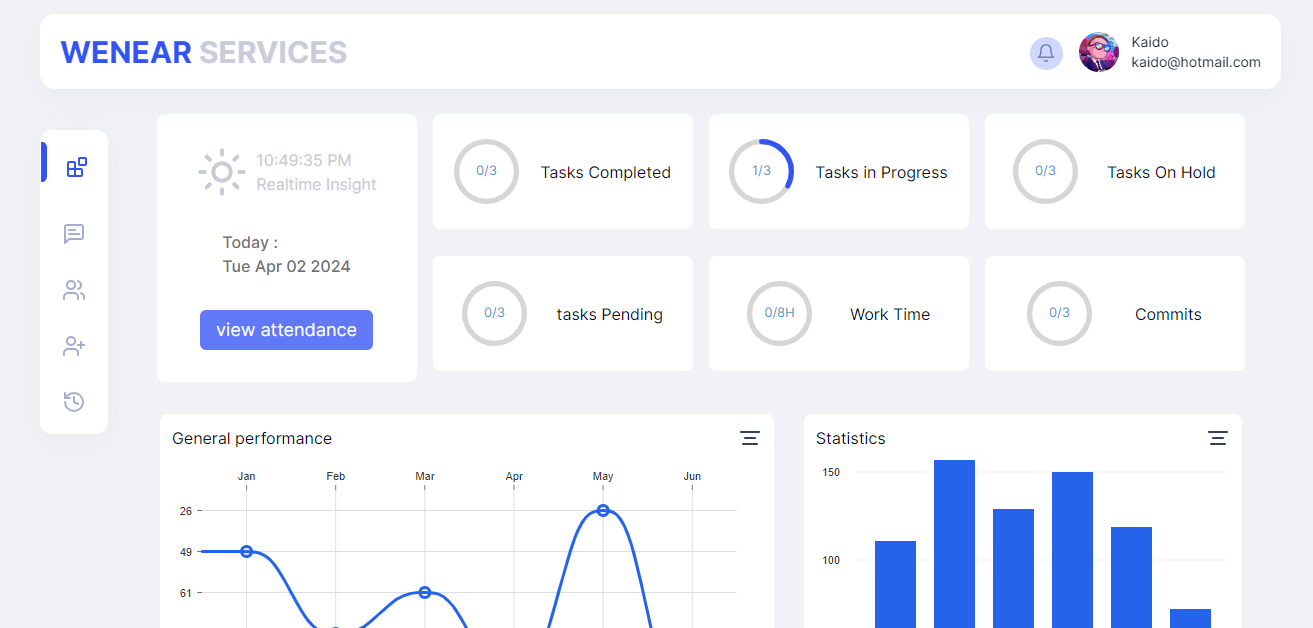 WENEAR SERVICES
Kaido
kaido@hotmail.com
10:49:35 PM
Realtime Insight
Today :
Tue Apr 02 2024
view attendance
0/3
Tasks Completed
1/3
Tasks in Progress
0/3
Tasks On Hold
0/3
tasks Pending
0/8H
Work Time
0/3
Commits
General performance
Jan Feb Mar Apr May Jun
26
49
61
Statistics
150
100